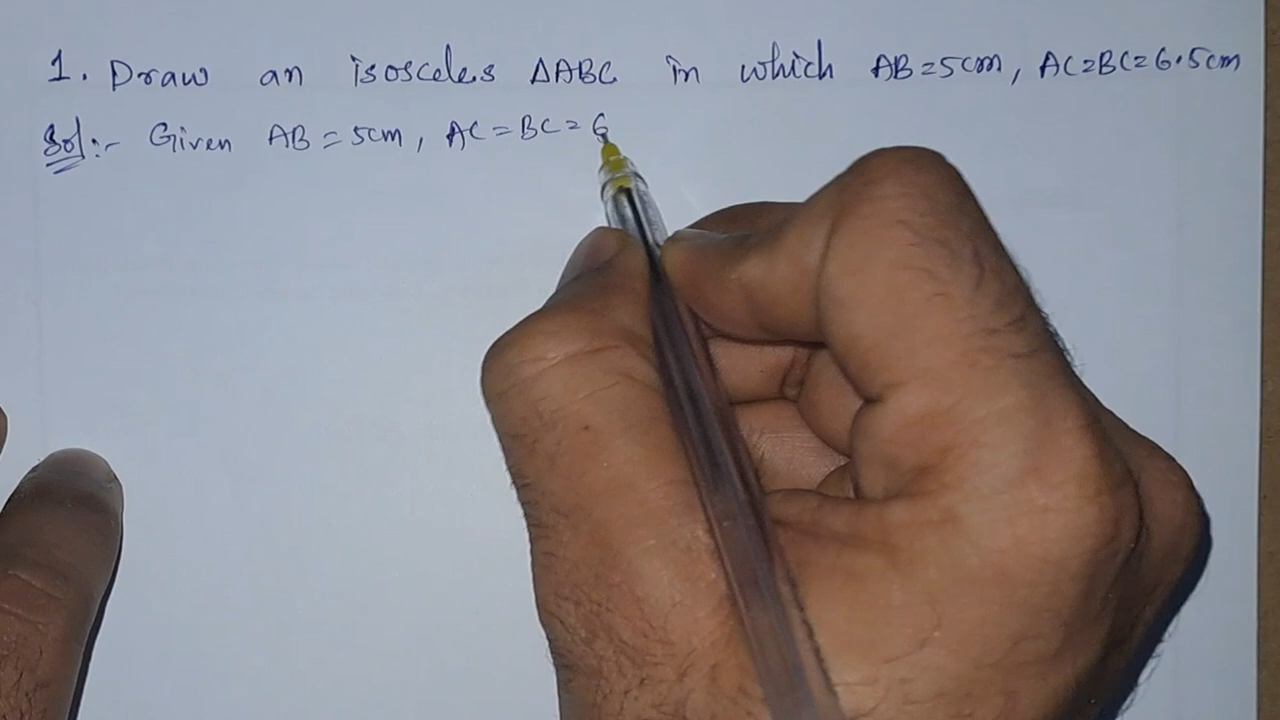 1. Draw an isosceles ΔABC in which AB=5cm, AC=BC=6.5cm
Sol:- Given AB=5cm, AC=BC=6